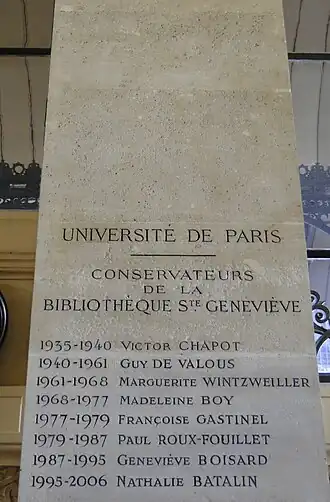 UNIVERSITÉ DE PARIS
CONSERVATEURS
DE LA
BIBLIOTHÈQUE STE GENEVIÈVE
1935-1940 VICTOR CHAPOT
1940-1961 GUY DE VALOUS
1961-1968 MARGUERITE WINTZWEILLER
1968-1977 MADELEINE BOY
1977-1979 FRANÇOISE GASTINEL
1979-1987 PAUL ROUX-FOUILLET
1987-1995 GENEVIÈVE BOISARD
1995-2006 NATHALIE BATALIN